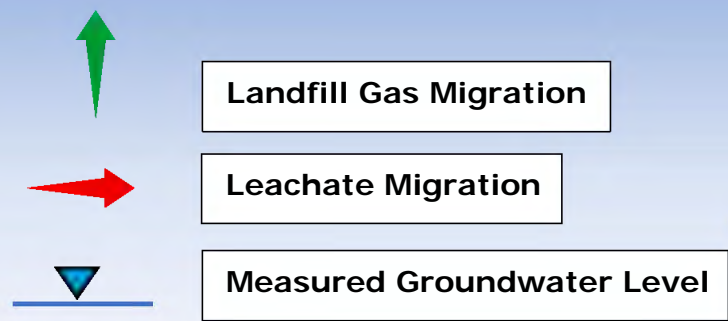 Landfill Gas Migration
Leachate Migration
Measured Groundwater Level